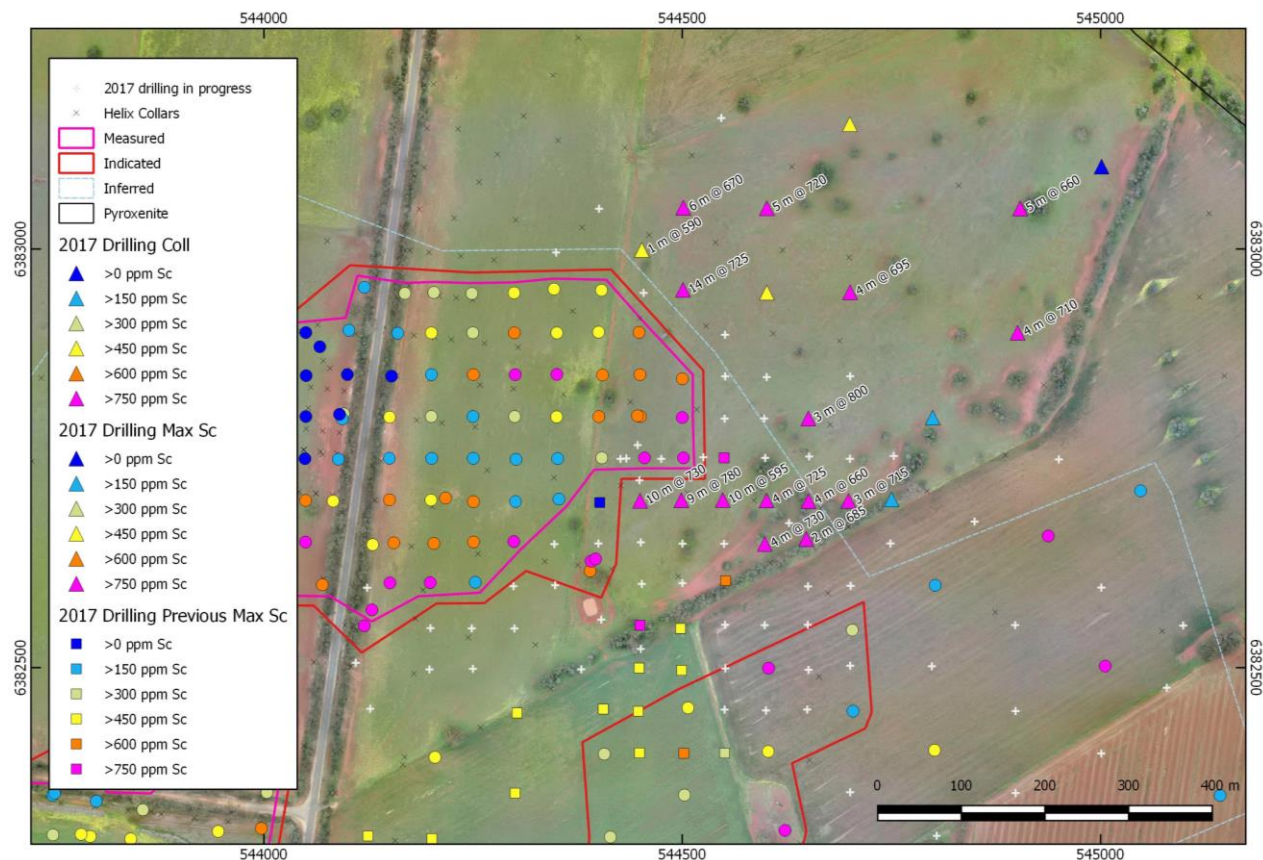 544000
544500
545000
6383000
6382500
2017 drilling in progress
Helix Collars
Measured
Indicated
Inferred
Pyroxenite
2017 Drilling Coll
>0 ppm Sc
>150 ppm Sc
>300 ppm Sc
>450 ppm Sc
>600 ppm Sc
>750 ppm Sc
2017 Drilling Max Sc
>0 ppm Sc
>150 ppm Sc
>300 ppm Sc
>450 ppm Sc
>600 ppm Sc
>750 ppm Sc
2017 Drilling Previous Max Sc
>0 ppm Sc
>150 ppm Sc
>300 ppm Sc
>450 ppm Sc
>600 ppm Sc
>750 ppm Sc
6 m @ 670
5 m @ 720
5 m @ 660
1 m @ 590
14 m @ 725
4 m @ 695
4 m @ 710
3 m @ 800
10 m @ 730
9 m @ 780
10 m @ 595
4 m @ 725
4 m @ 660
3 m @ 715
4 m @ 730
2 m @ 685
0
100
200
300
400 m
6383000
6382500
544000
544500
545000